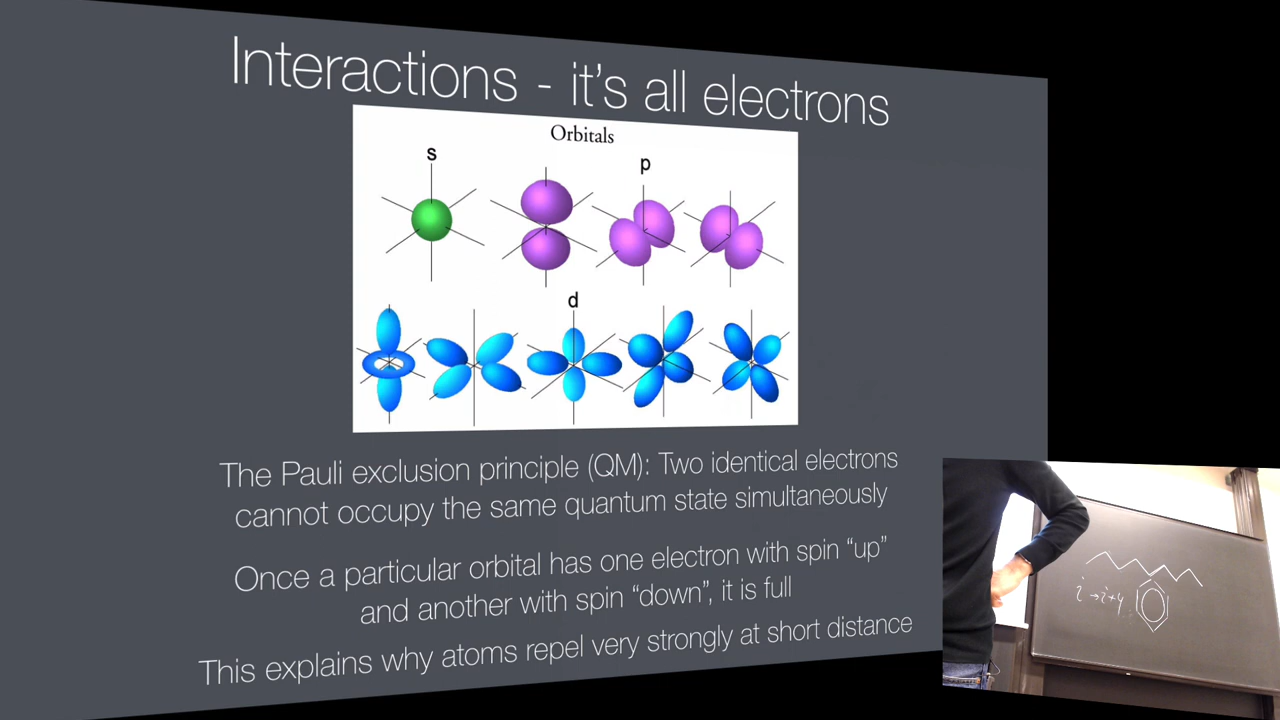 Interactions - it's all electrons
Orbitals
s
p
d
The Pauli exclusion principle (QM): Two identical electrons
cannot occupy the same quantum state simultaneously
Once a particular orbital has one electron with spin “up”
and another with spin “down”, it is full
This explains why atoms repel very strongly at short distance
i → i+4